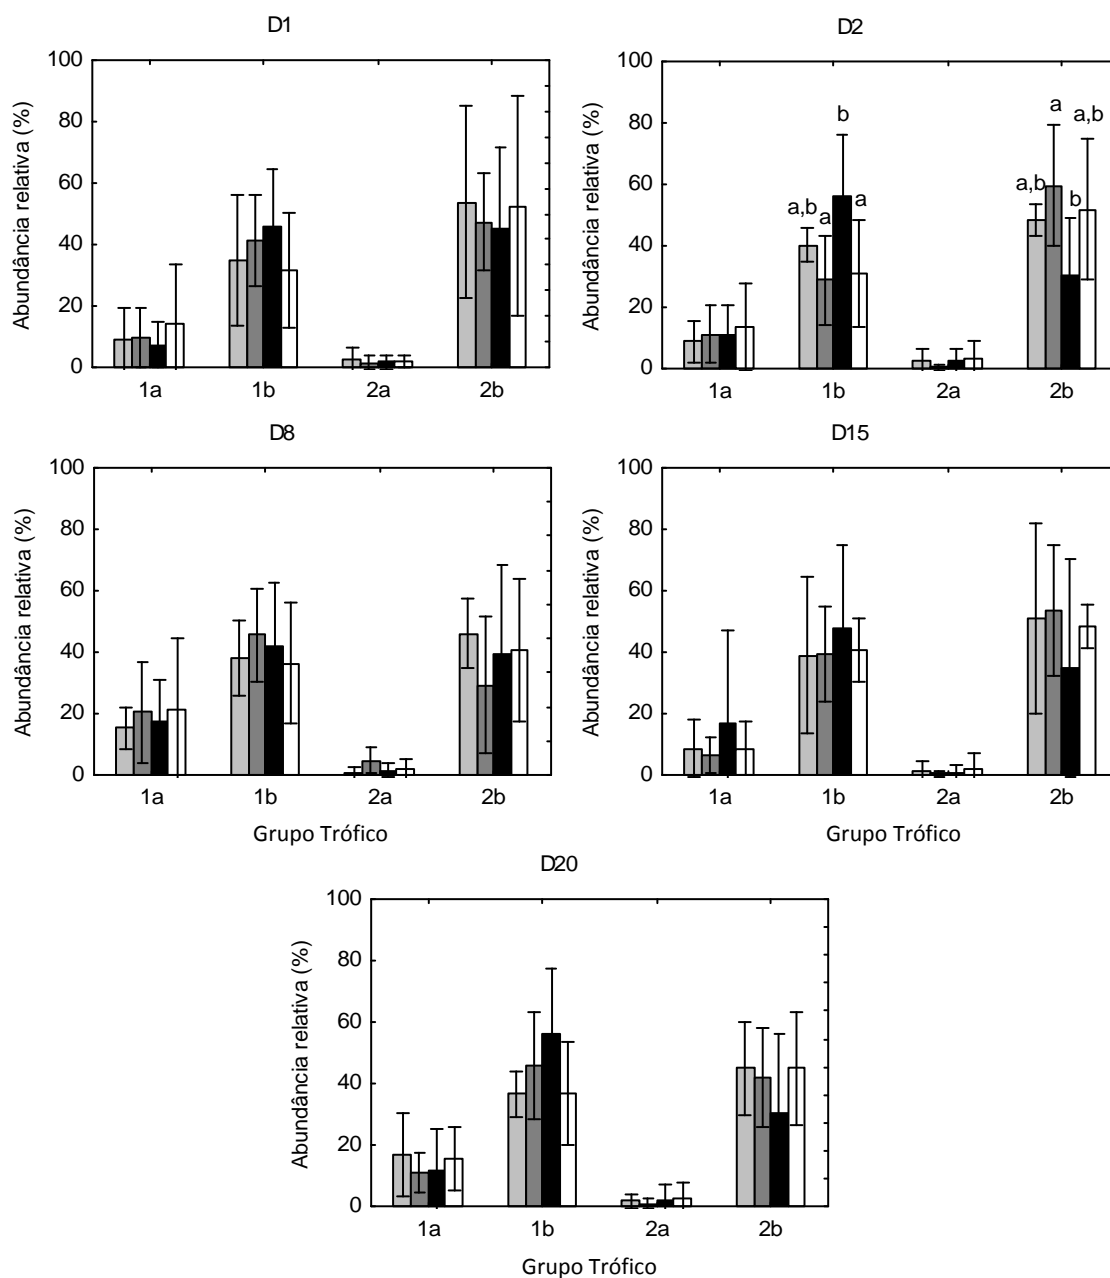 D1
Abundância relativa (%)
100
80
60
40
20
0
1a 1b 2a 2b
D2
Abundância relativa (%)
100
80
60
40
20
0
a,b a b a
a,b a b a,b
1a 1b 2a 2b
D8
Abundância relativa (%)
100
80
60
40
20
0
1a 1b 2a 2b
Grupo Trófico
D15
Abundância relativa (%)
100
80
60
40
20
0
1a 1b 2a 2b
Grupo Trófico
D20
Abundância relativa (%)
100
80
60
40
20
0
1a 1b 2a 2b
Grupo Trófico